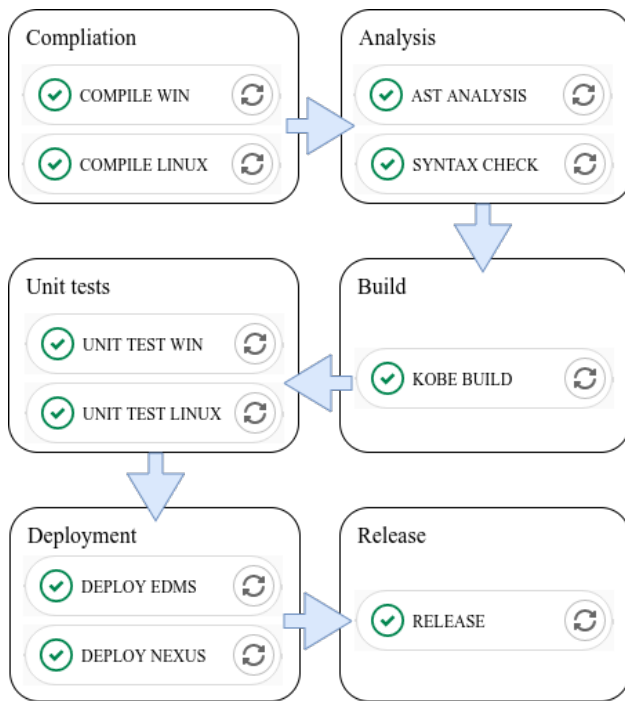 Compliation
COMPILE WIN
COMPILE LINUX
Analysis
AST ANALYSIS
SYNTAX CHECK
Build
KOBE BUILD
Unit tests
UNIT TEST WIN
UNIT TEST LINUX
Deployment
DEPLOY EDMS
DEPLOY NEXUS
Release
RELEASE